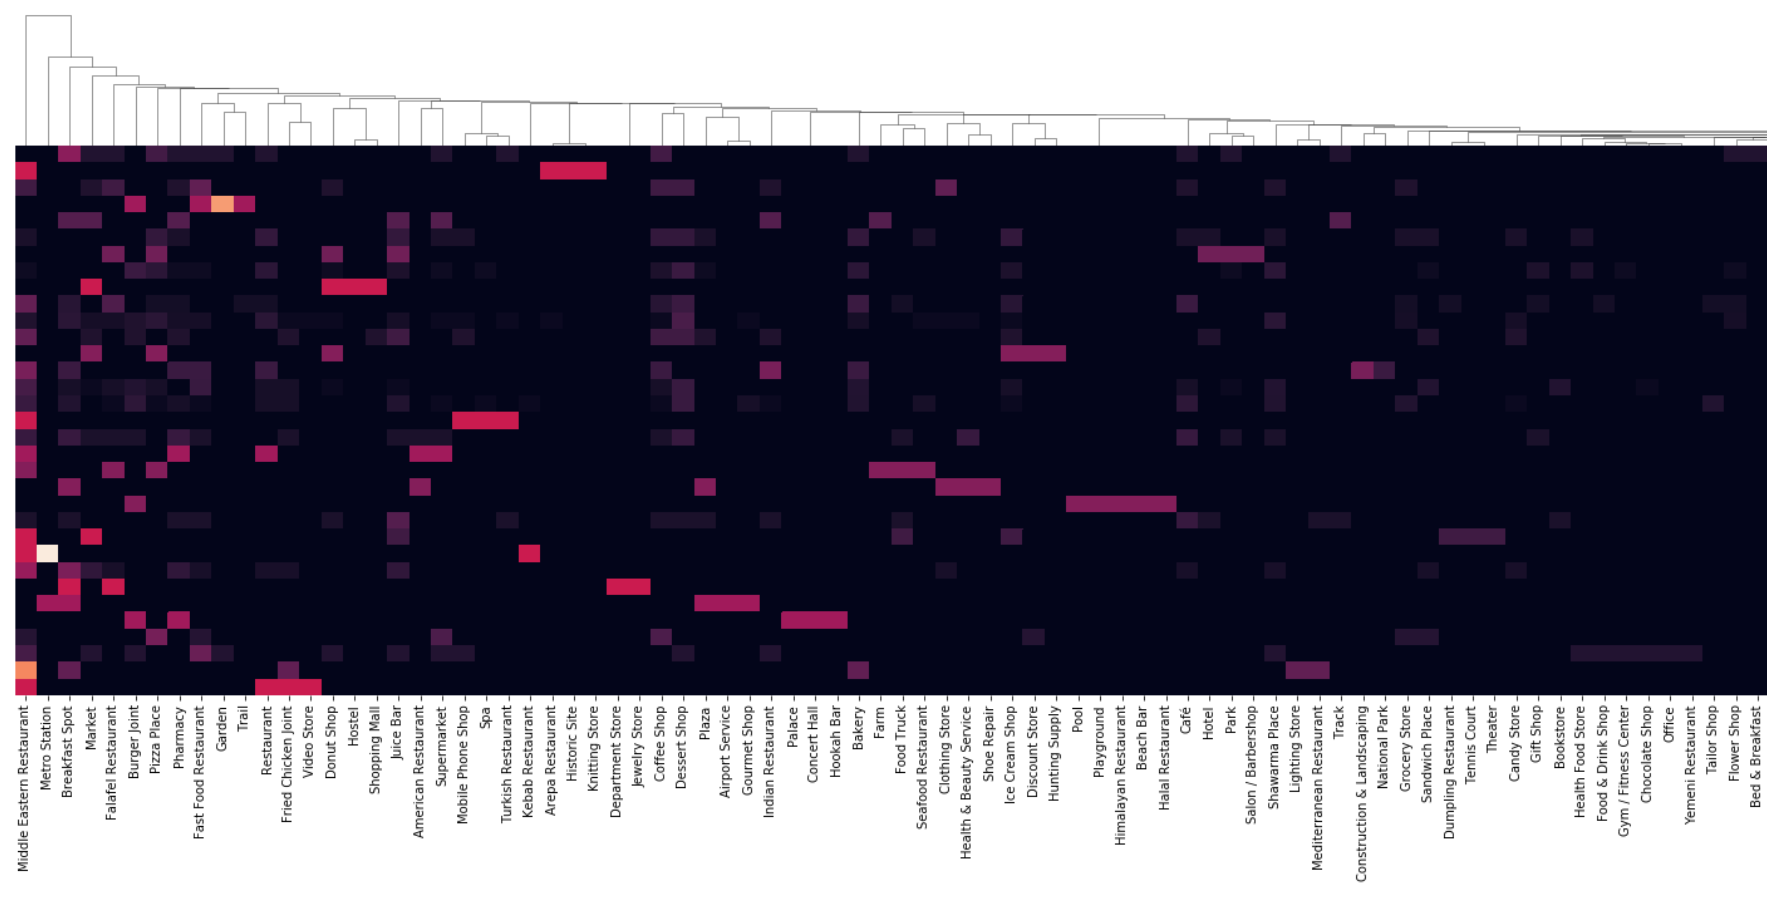 Middle Eastern Restaurant
Metro Station
Breakfast Spot
Market
Falafel Restaurant
Burger Joint
Pizza Place
Pharmacy
Fast Food Restaurant
Garden
Trail
Restaurant
Fried Chicken Joint
Video Store
Donut Shop
Hostel
Shopping Mall
Juice Bar
American Restaurant
Supermarket
Mobile Phone Shop
Spa
Turkish Restaurant
Kebab Restaurant
Arepa Restaurant
Historic Site
Knitting Store
Department Store
Jewelry Store
Coffee Shop
Dessert Shop
Plaza
Airport Service
Gourmet Shop
Indian Restaurant
Palace
Concert Hall
Hookah Bar
Bakery
Farm
Food Truck
Seafood Restaurant
Clothing Store
Health & Beauty Service
Shoe Repair
Ice Cream Shop
Discount Store
Hunting Supply
Pool
Playground
Himalayan Restaurant
Beach Bar
Halal Restaurant
Café
Hotel
Park
Salon / Barbershop
Shawarma Place
Lighting Store
Mediterranean Restaurant
Track
Construction & Landscaping
National Park
Grocery Store
Sandwich Place
Dumpling Restaurant
Tennis Court
Theater
Candy Store
Gift Shop
Bookstore
Health Food Store
Food & Drink Shop
Gym / Fitness Center
Chocolate Shop
Office
Yemeni Restaurant
Tailor Shop
Flower Shop
Bed & Breakfast